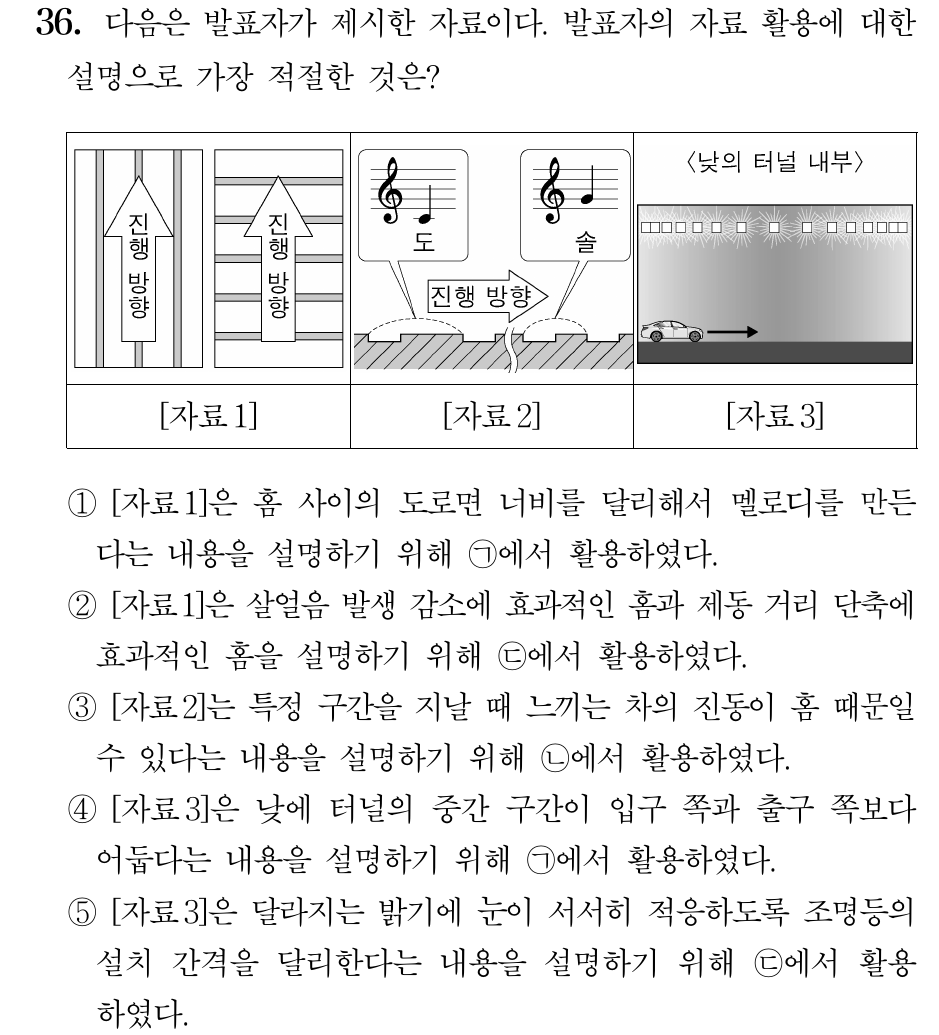 36. 다음은 발표자가 제시한 자료이다. 발표자의 자료 활용에 대한
설명으로 가장 적절한 것은?
진행 방향
진행 방향
도
솔
진행 방향
〈낮의 터널 내부〉
[자료 1]
[자료 2]
[자료 3]
① [자료 1]은 홈 사이의 도로면 너비를 달리해서 멜로디를 만든
다는 내용을 설명하기 위해 ㉠에서 활용하였다.
② [자료 1]은 살얼음 발생 감소에 효과적인 홈과 제동 거리 단축에
효과적인 홈을 설명하기 위해 ㉢에서 활용하였다.
③ [자료 2]는 특정 구간을 지날 때 느끼는 차의 진동이 홈 때문일
수 있다는 내용을 설명하기 위해 ㉡에서 활용하였다.
④ [자료 3]은 낮에 터널의 중간 구간이 입구 쪽과 출구 쪽보다
어둡다는 내용을 설명하기 위해 ㉠에서 활용하였다.
⑤ [자료 3]은 달라지는 밝기에 눈이 서서히 적응하도록 조명등의
설치 간격을 달리한다는 내용을 설명하기 위해 ㉢에서 활용
하였다.